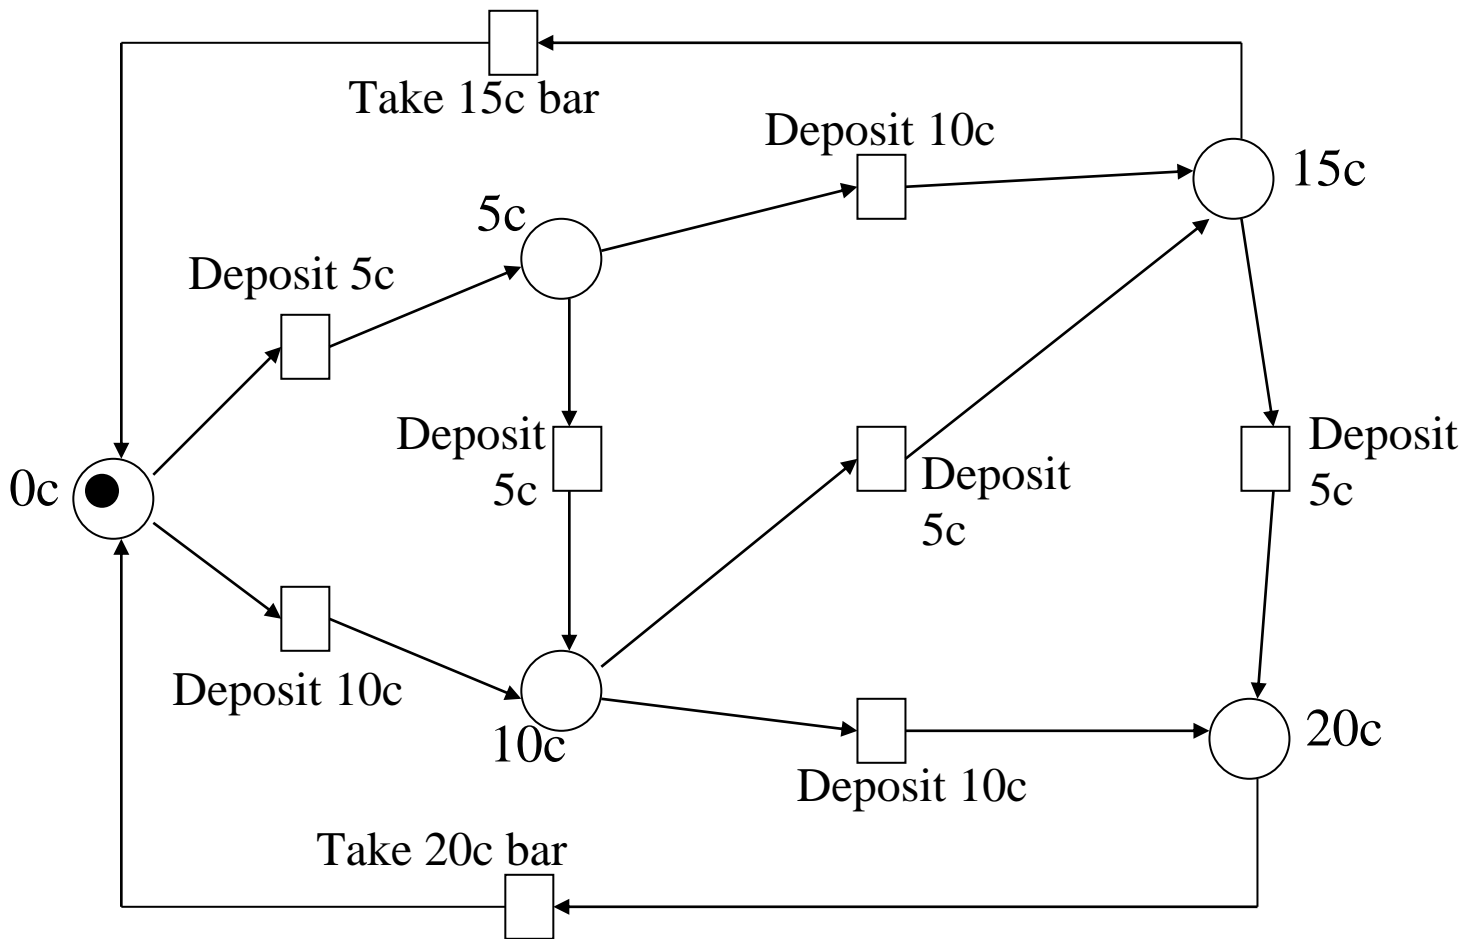 Take 15c bar
Deposit 10c
15c
5c
Deposit 5c
Deposit
5c
Deposit
5c
Deposit
5c
0c
Deposit 10c
10c
20c
Deposit 10c
Take 20c bar